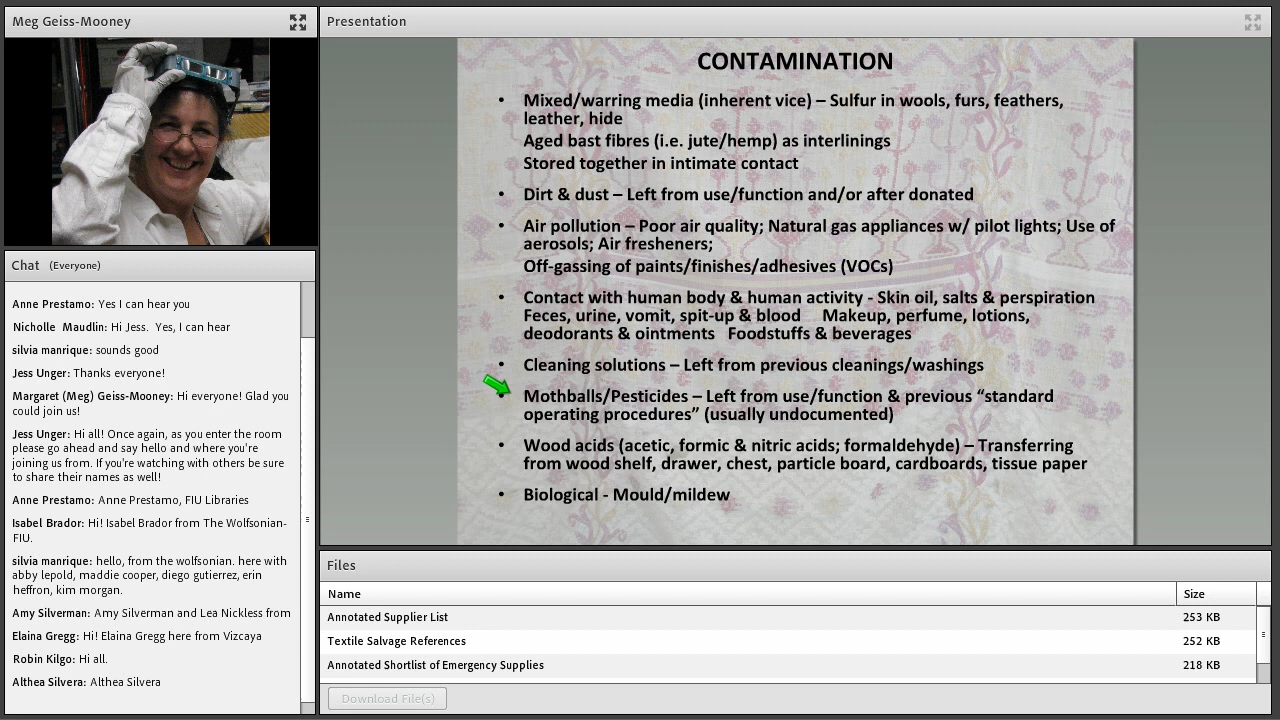 Meg Geiss-Mooney
Presentation
CONTAMINATION
• Mixed/warring media (inherent vice) – Sulfur in wools, furs, feathers,
leather, hide
Aged bast fibres (i.e. jute/hemp) as interlinings
Stored together in intimate contact
• Dirt & dust – Left from use/function and/or after donated
• Air pollution – Poor air quality; Natural gas appliances w/ pilot lights; Use of
aerosols; Air fresheners;
Off-gassing of paints/finishes/adhesives (VOCs)
• Contact with human body & human activity - Skin oil, salts & perspiration
Feces, urine, vomit, spit-up & blood Makeup, perfume, lotions,
deodorants & ointments Foodstuffs & beverages
• Cleaning solutions – Left from previous cleanings/washings
• Mothballs/Pesticides – Left from use/function & previous “standard
operating procedures” (usually undocumented)
• Wood acids (acetic, formic & nitric acids; formaldehyde) – Transferring
from wood shelf, drawer, chest, particle board, cardboards, tissue paper
• Biological - Mould/mildew
Chat (Everyone)
Anne Prestamo: Yes I can hear you
Nicholle Maudlin: Hi Jess. Yes, I can hear
silvia manrique: sounds good
Jess Unger: Thanks everyone!
Margaret (Meg) Geiss-Mooney: Hi everyone! Glad you
could join us!
Jess Unger: Hi all! Once again, as you enter the room
please go ahead and say hello and where you're
joining us from. If you're watching with others be sure
to share their names as well!
Anne Prestamo: Anne Prestamo, FIU Libraries
Isabel Brador: Hi! Isabel Brador from The Wolfsonian-
FIU.
silvia manrique: hello, from the wolfsonian. here with
abby lepold, maddie cooper, diego gutierrez, erin
heffron, kim morgan.
Amy Silverman: Amy Silverman and Lea Nickless from
Elaina Gregg: Hi! Elaina Gregg here from Vizcaya
Robin Kilgo: Hi all.
Althea Silvera: Althea Silvera
Files
Name Size
Annotated Supplier List 253 KB
Textile Salvage References 252 KB
Annotated Shortlist of Emergency Supplies 218 KB
Download File(s)